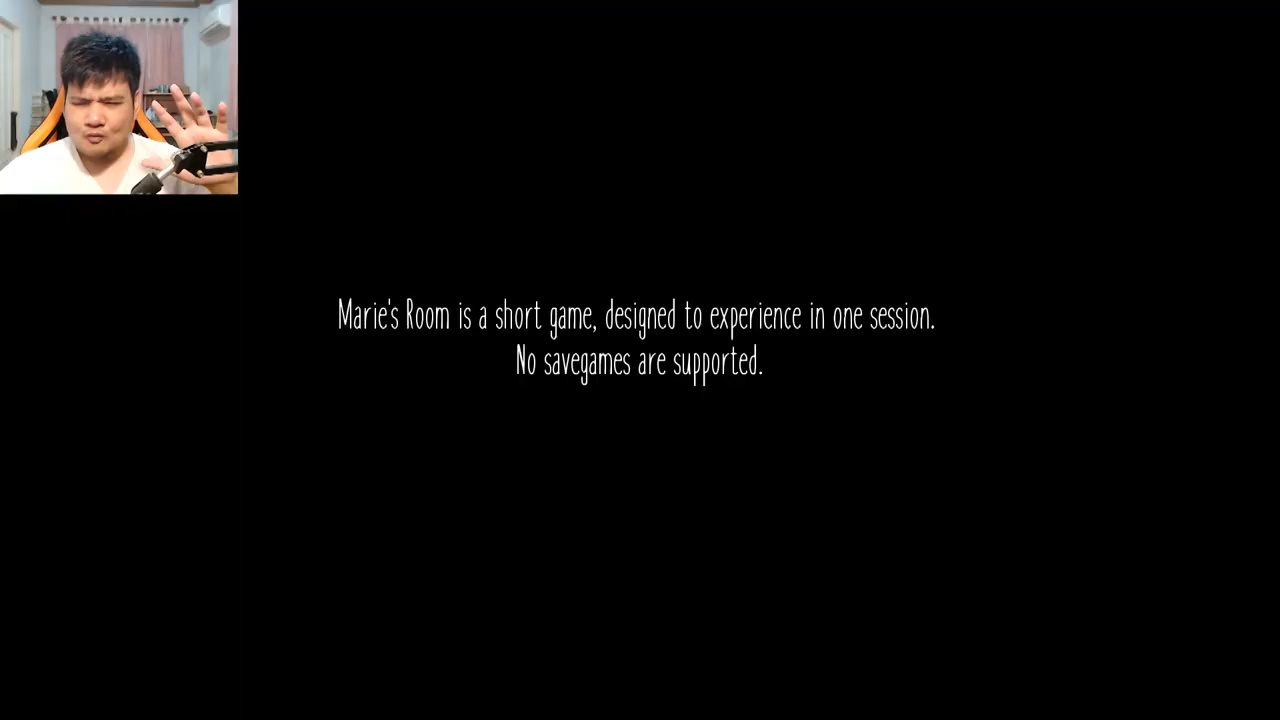 Marie's Room is a short game, designed to experience in one session.
No savegames are supported.